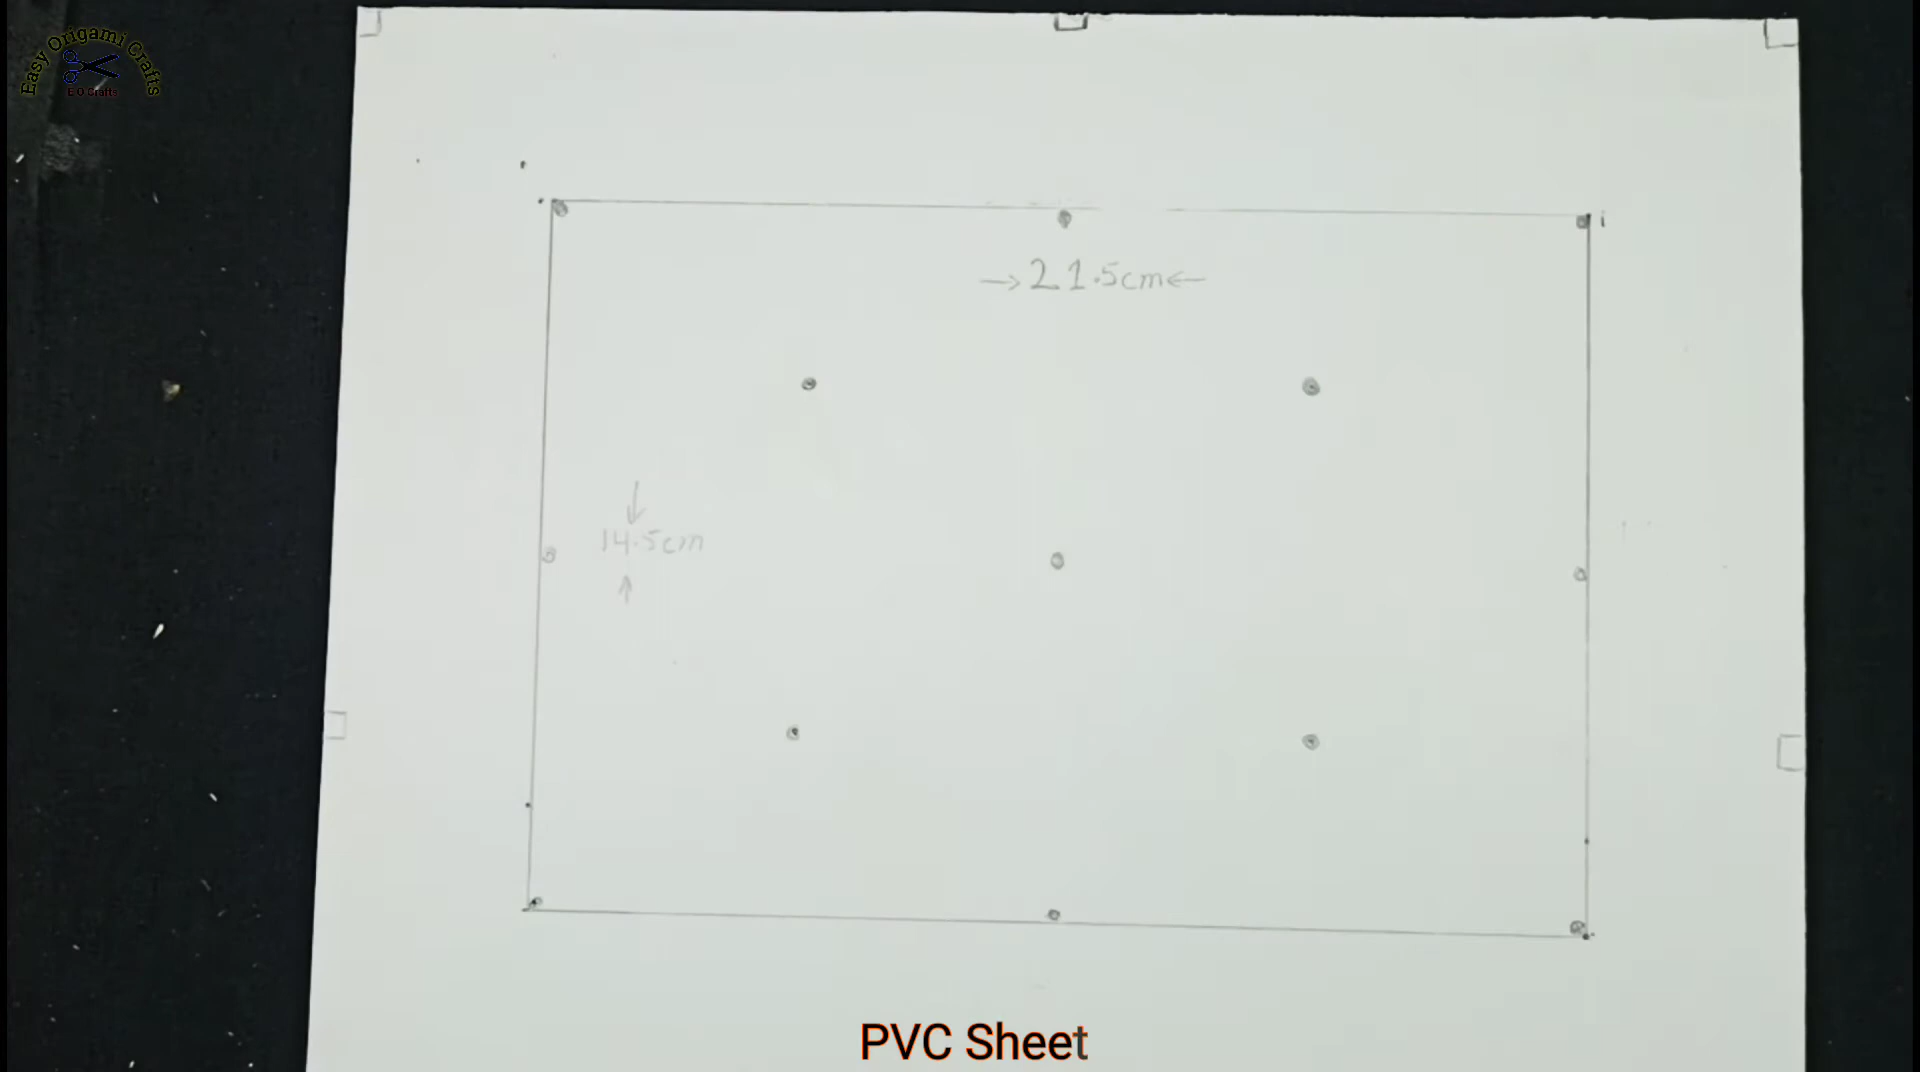 Easy Origami Crafts
E O Crafts
→21.5cm←
14.5cm
PVC Sheet